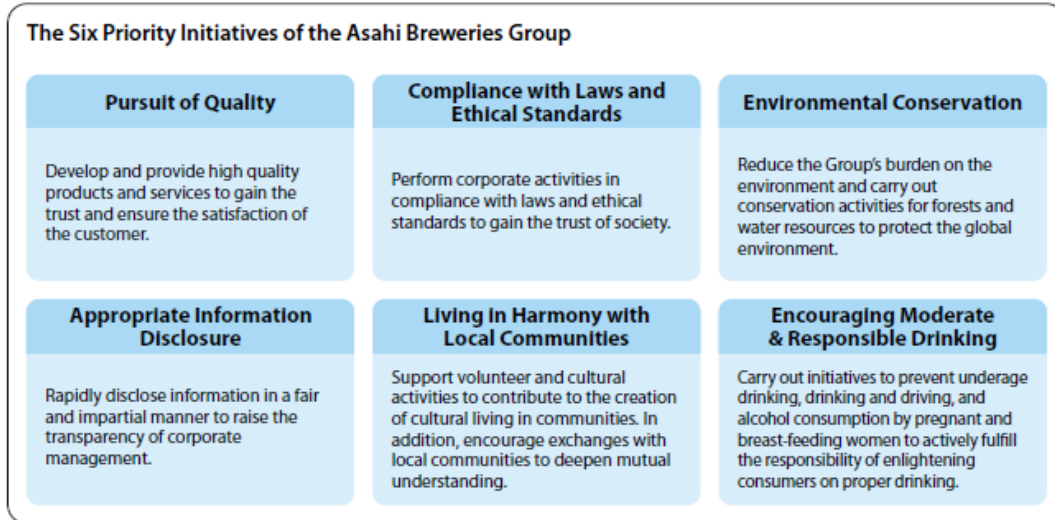 The Six Priority Initiatives of the Asahi Breweries Group
Pursuit of Quality
Develop and provide high quality
products and services to gain the
trust and ensure the satisfaction of
the customer.
Compliance with Laws and
Ethical Standards
Perform corporate activities in
compliance with laws and ethical
standards to gain the trust of society.
Environmental Conservation
Reduce the Group's burden on the
environment and carry out
conservation activities for forests and
water resources to protect the global
environment.
Appropriate Information
Disclosure
Rapidly disclose information in a fair
and impartial manner to raise the
transparency of corporate
management.
Living in Harmony with
Local Communities
Support volunteer and cultural
activities to contribute to the creation
of cultural living in communities. In
addition, encourage exchanges with
local communities to deepen mutual
understanding.
Encouraging Moderate
& Responsible Drinking
Carry out initiatives to prevent underage
drinking, drinking and driving, and
alcohol consumption by pregnant and
breast-feeding women to actively fulfill
the responsibility of enlightening
consumers on proper drinking.